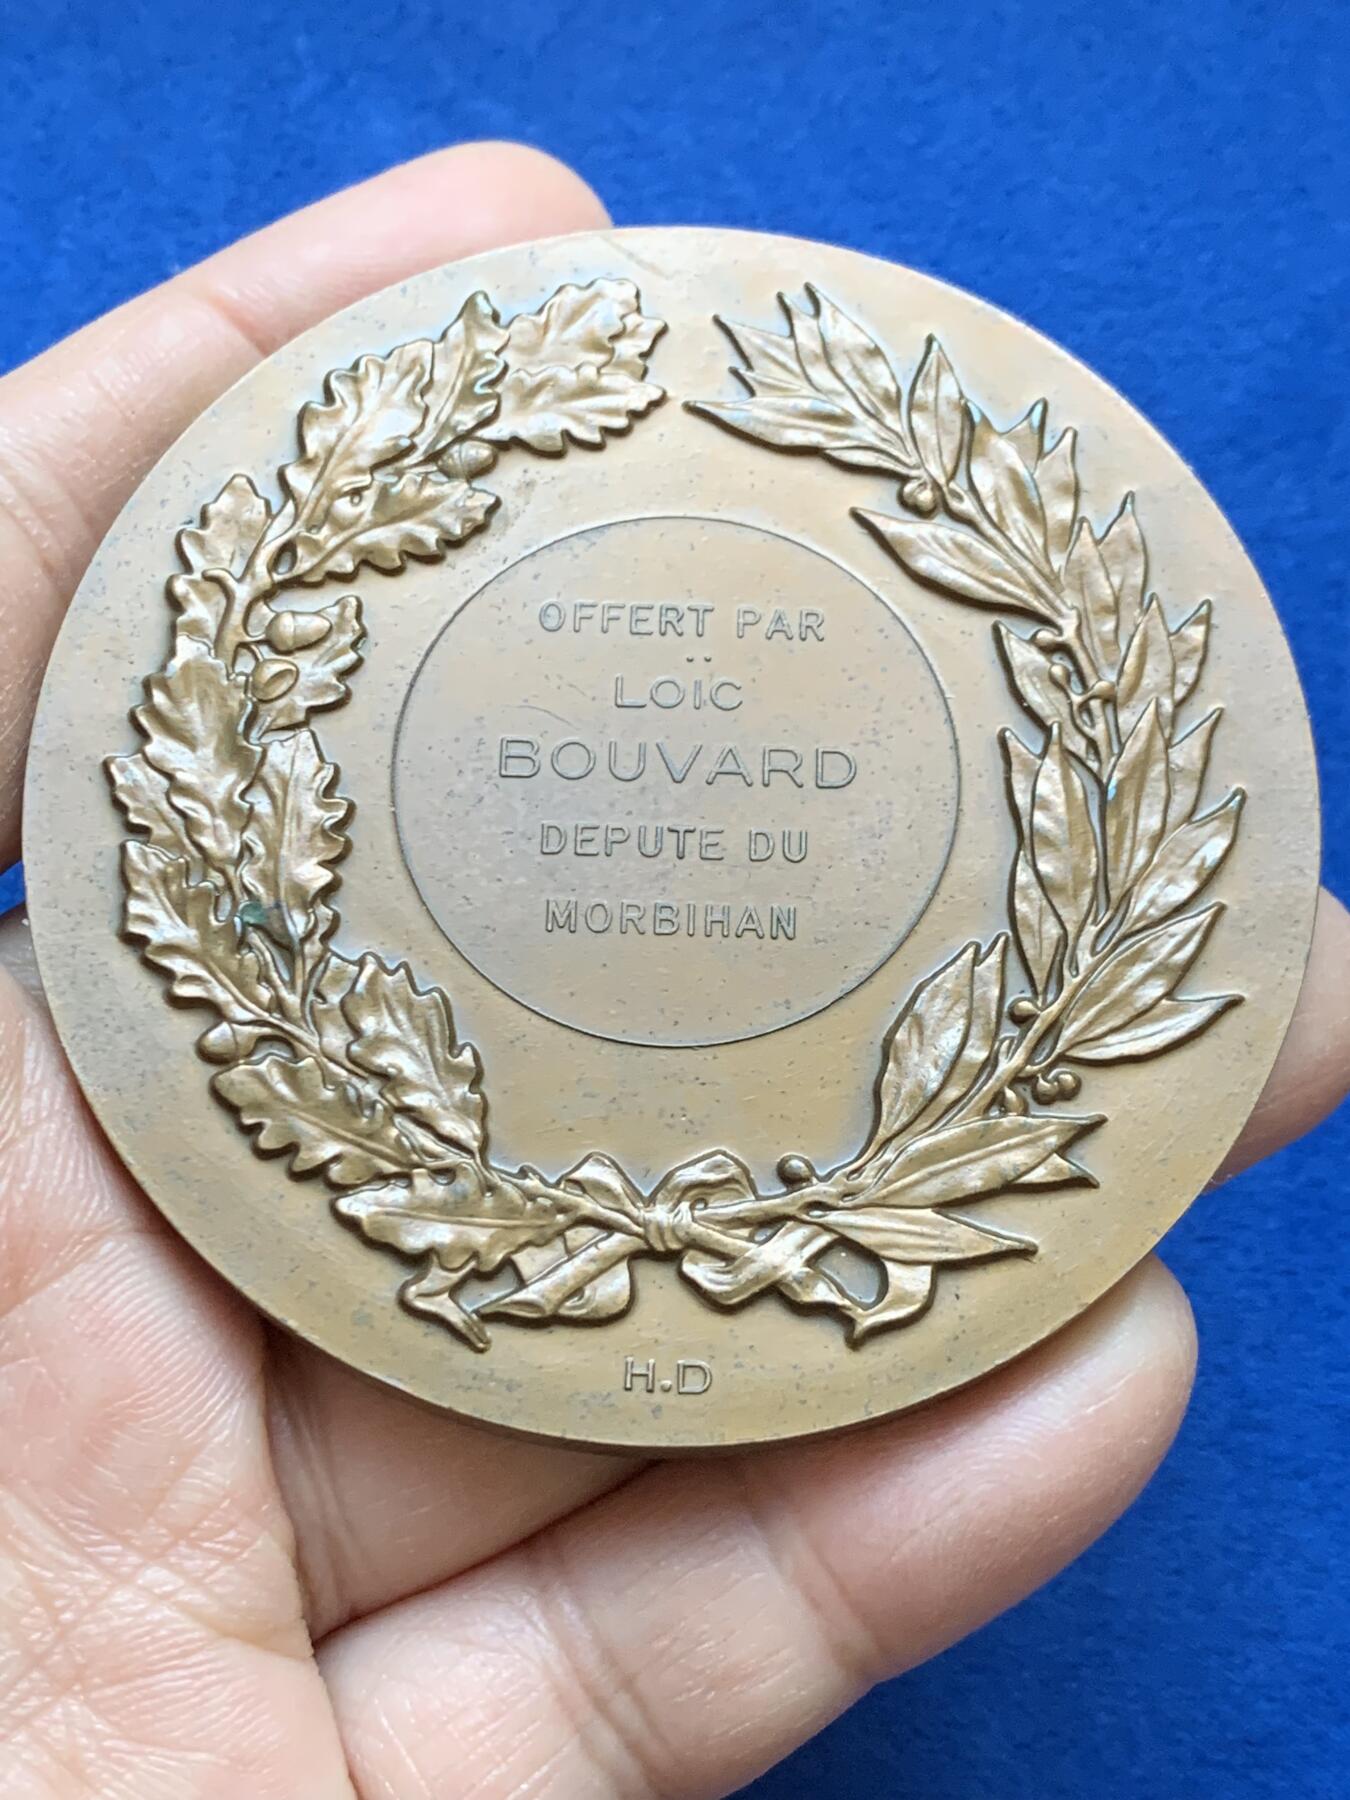 OFFERT PAR
LOÏC
BOUVARD
DEPUTE DU
MORBIHAN
H.D